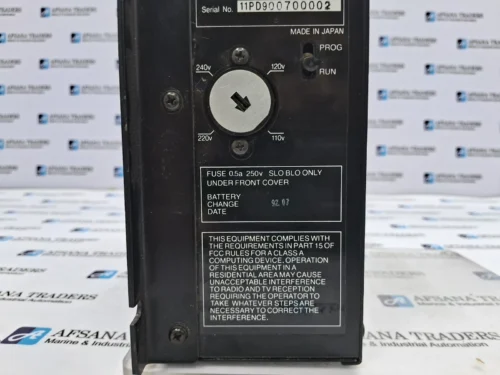 Serial No. 11PD900700002
MADE IN JAPAN
PROG
RUN
240v
120v
220v
110v
FUSE 0.5a 250v SLO BLO ONLY
UNDER FRONT COVER
BATTERY
CHANGE
DATE
92. 07
THIS EQUIPMENT COMPLIES WITH
THE REQUIREMENTS IN PART 15 OF
FCC RULES FOR A CLASS A
COMPUTING DEVICE. OPERATION
OF THIS EQUIPMENT IN A
RESIDENTIAL AREA MAY CAUSE
UNACCEPTABLE INTERFERENCE
TO RADIO AND TV RECEPTION
REQUIRING THE OPERATOR TO
TAKE WHATEVER STEPS ARE
NECESSARY TO CORRECT THE
INTERFERENCE.
AFSANA TRADERS
Marine & Industrial Automation